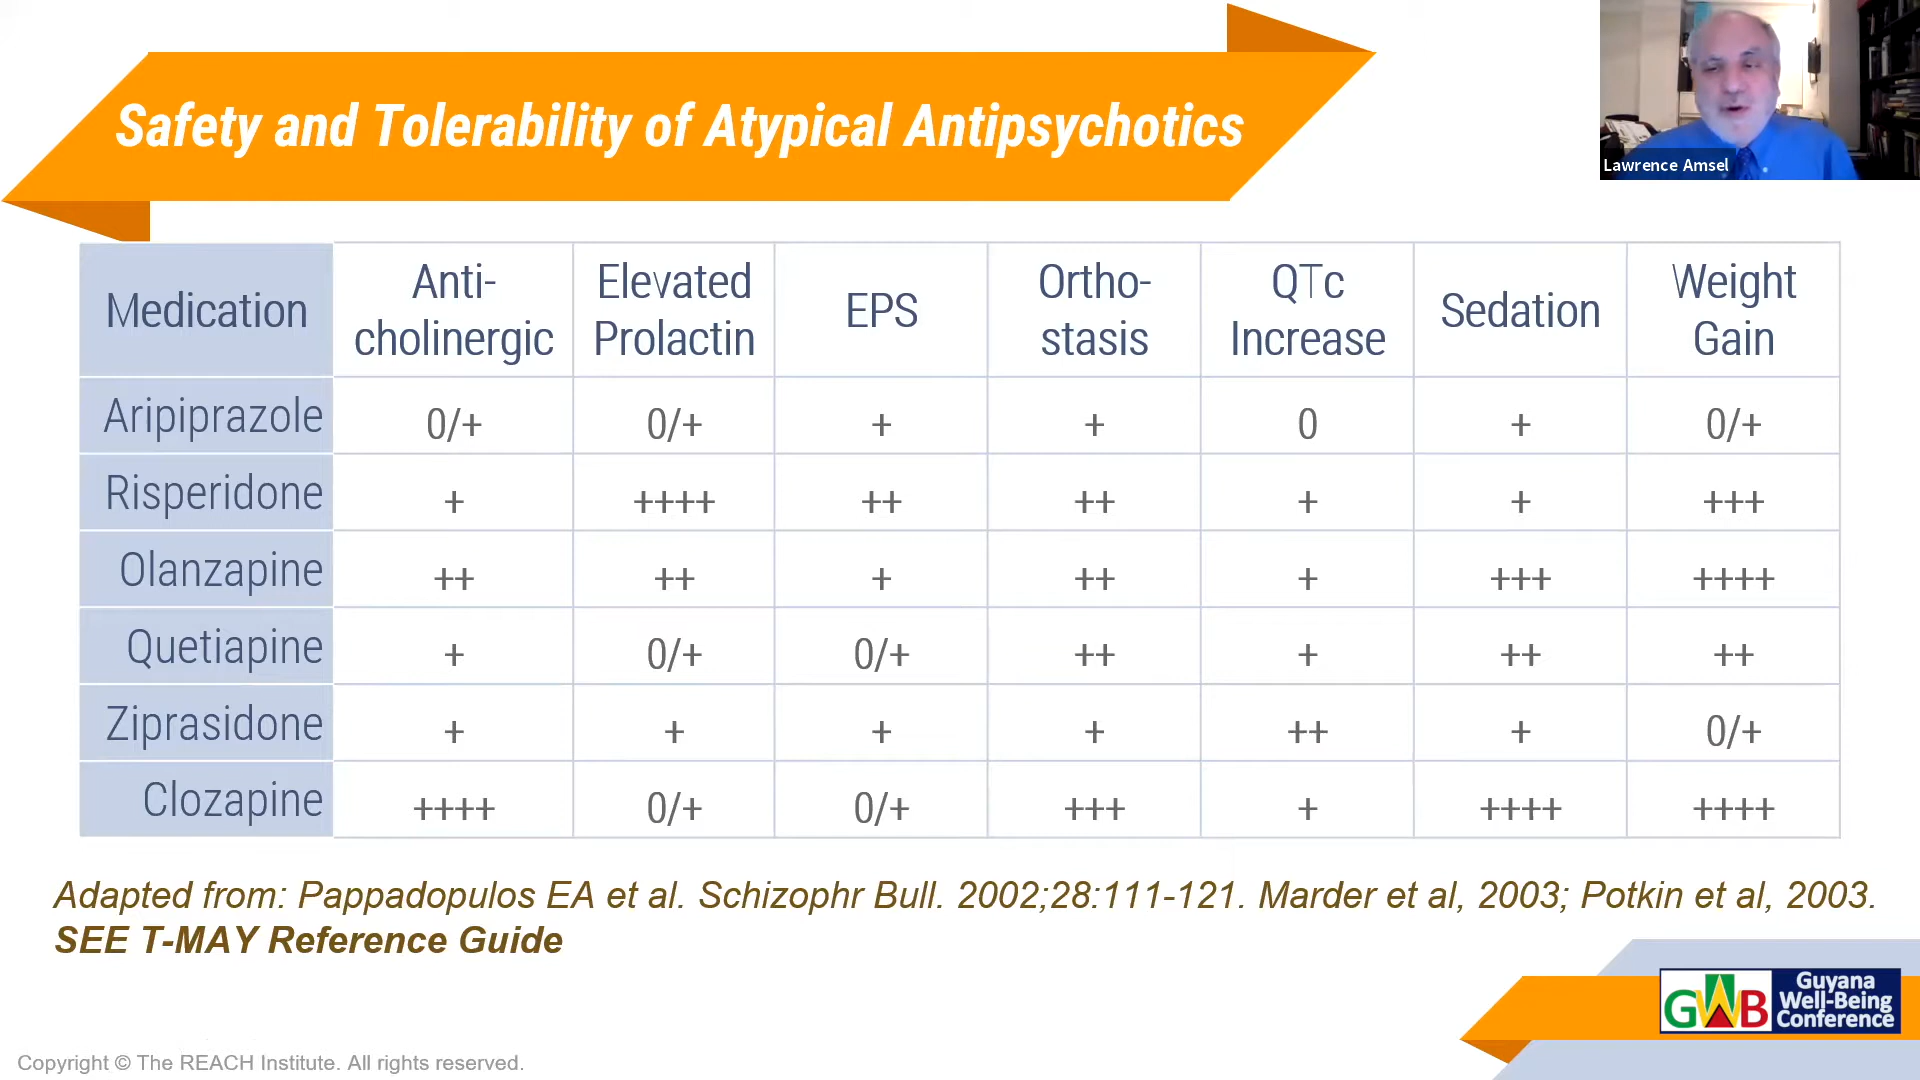 Safety and Tolerability of Atypical Antipsychotics
Lawrence Amsel
Medication Anti-cholinergic Elevated Prolactin EPS Ortho-stasis QTc Increase Sedation Weight Gain
Aripiprazole 0/+ 0/+ + + 0 + 0/+
Risperidone + ++++ ++ ++ + + +++
Olanzapine ++ ++ + ++ + +++ ++++
Quetiapine + 0/+ 0/+ ++ + ++ ++
Ziprasidone + + + + ++ + 0/+
Clozapine ++++ 0/+ 0/+ +++ + ++++ ++++
Adapted from: Pappadopulos EA et al. Schizophr Bull. 2002;28:111-121. Marder et al, 2003; Potkin et al, 2003.
SEE T-MAY Reference Guide
GWB
Guyana
Well-Being
Conference
Copyright © The REACH Institute. All rights reserved.